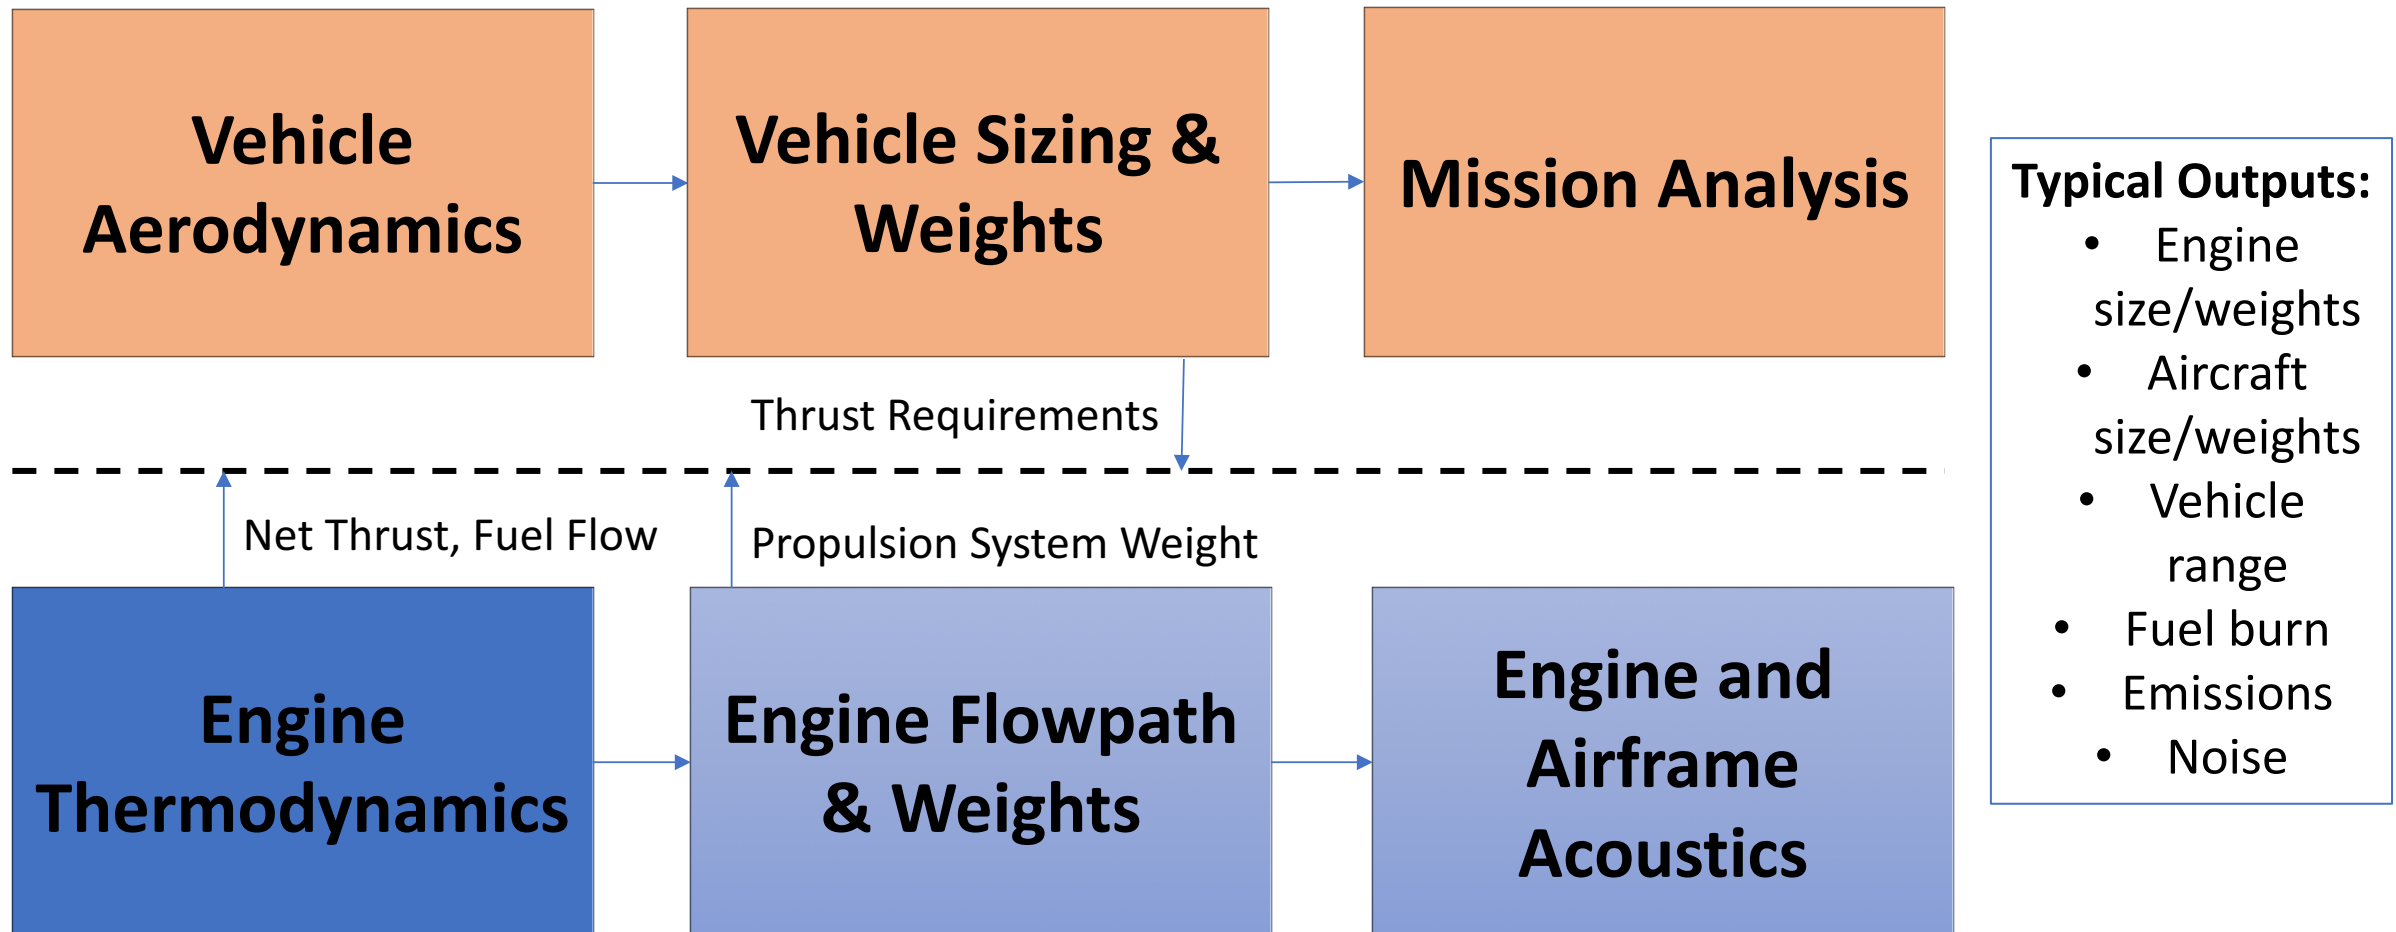 Vehicle
Aerodynamics
Vehicle Sizing &
Weights
Mission Analysis
Thrust Requirements
Net Thrust, Fuel Flow
Propulsion System Weight
Engine
Thermodynamics
Engine Flowpath
& Weights
Engine and
Airframe
Acoustics
Typical Outputs:
• Engine
size/weights
• Aircraft
size/weights
• Vehicle
range
• Fuel burn
• Emissions
• Noise